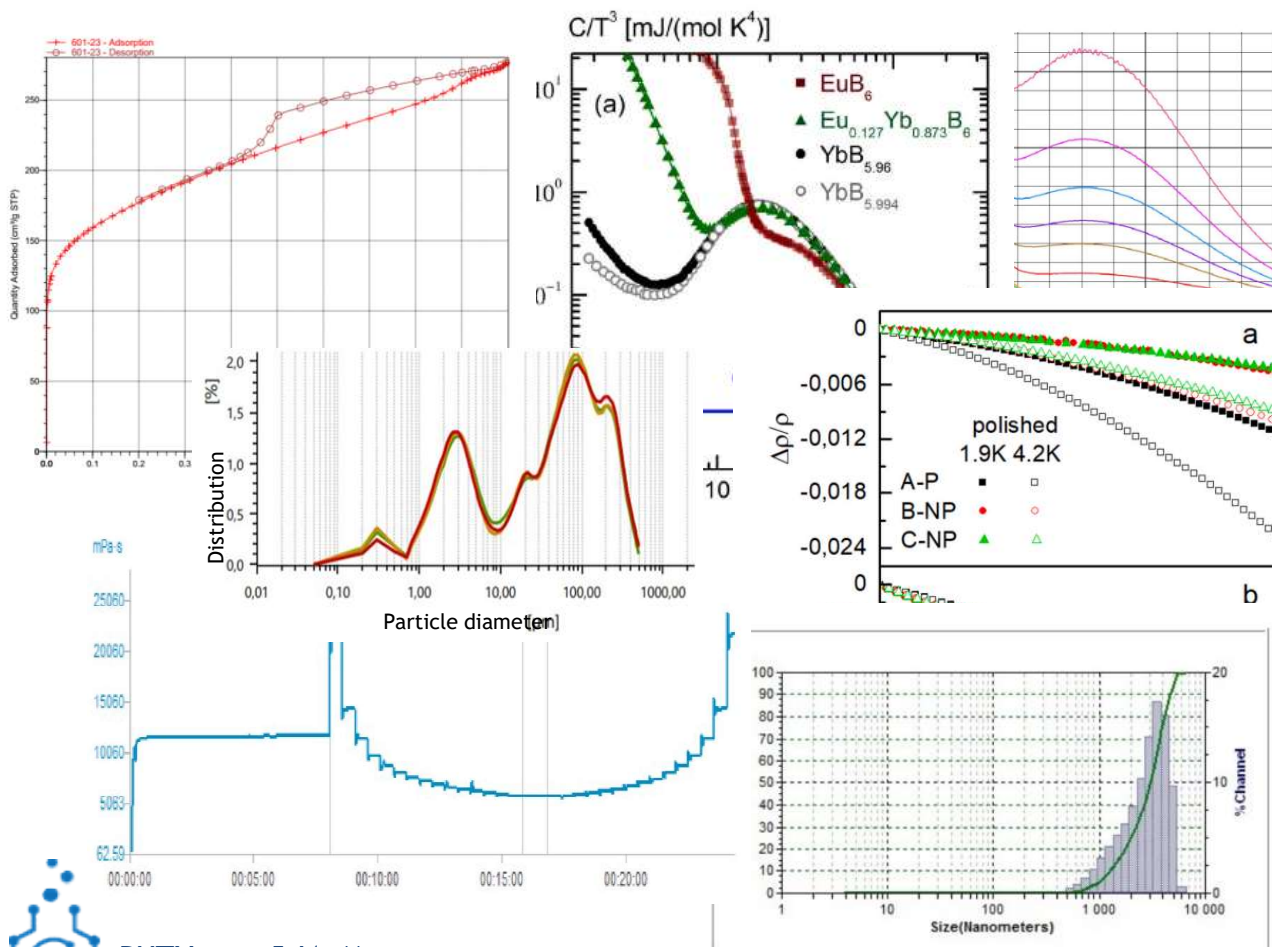 601-23 - Adsorption
601-23 - Desorption
Quantity Adsorbed (cm³/g STP)
250
200
150
100
50
0
0.0
0.1
0.2
0.3
C/T³ [mJ/(mol K⁴)]
10¹
10⁰
0⁻¹
(a)
EuB₆
Eu₀.₁₂₇Yb₀.₈₇₃B₆
YbB₅.₉₆
YbB₅.₉₉₄
10
Distribution [%]
2,0
1,5
1,0
0,5
0,0
0,01
0,10
1,00
10,00
100,00
1000,00
Particle diameter
Δρ/ρ
0
-0,006
-0,012
-0,018
-0,024
0
a
polished
1.9K 4.2K
A-P
B-NP
C-NP
b
mPa·s
25060
20060
15060
10060
5063
62.59
00:00:00
00:05:00
00:10:00
00:15:00
00:20:00
100
90
80
70
60
50
40
30
20
10
0
20
10
0
%Channel
1
10
100
1 000
10 000
Size(Nanometers)